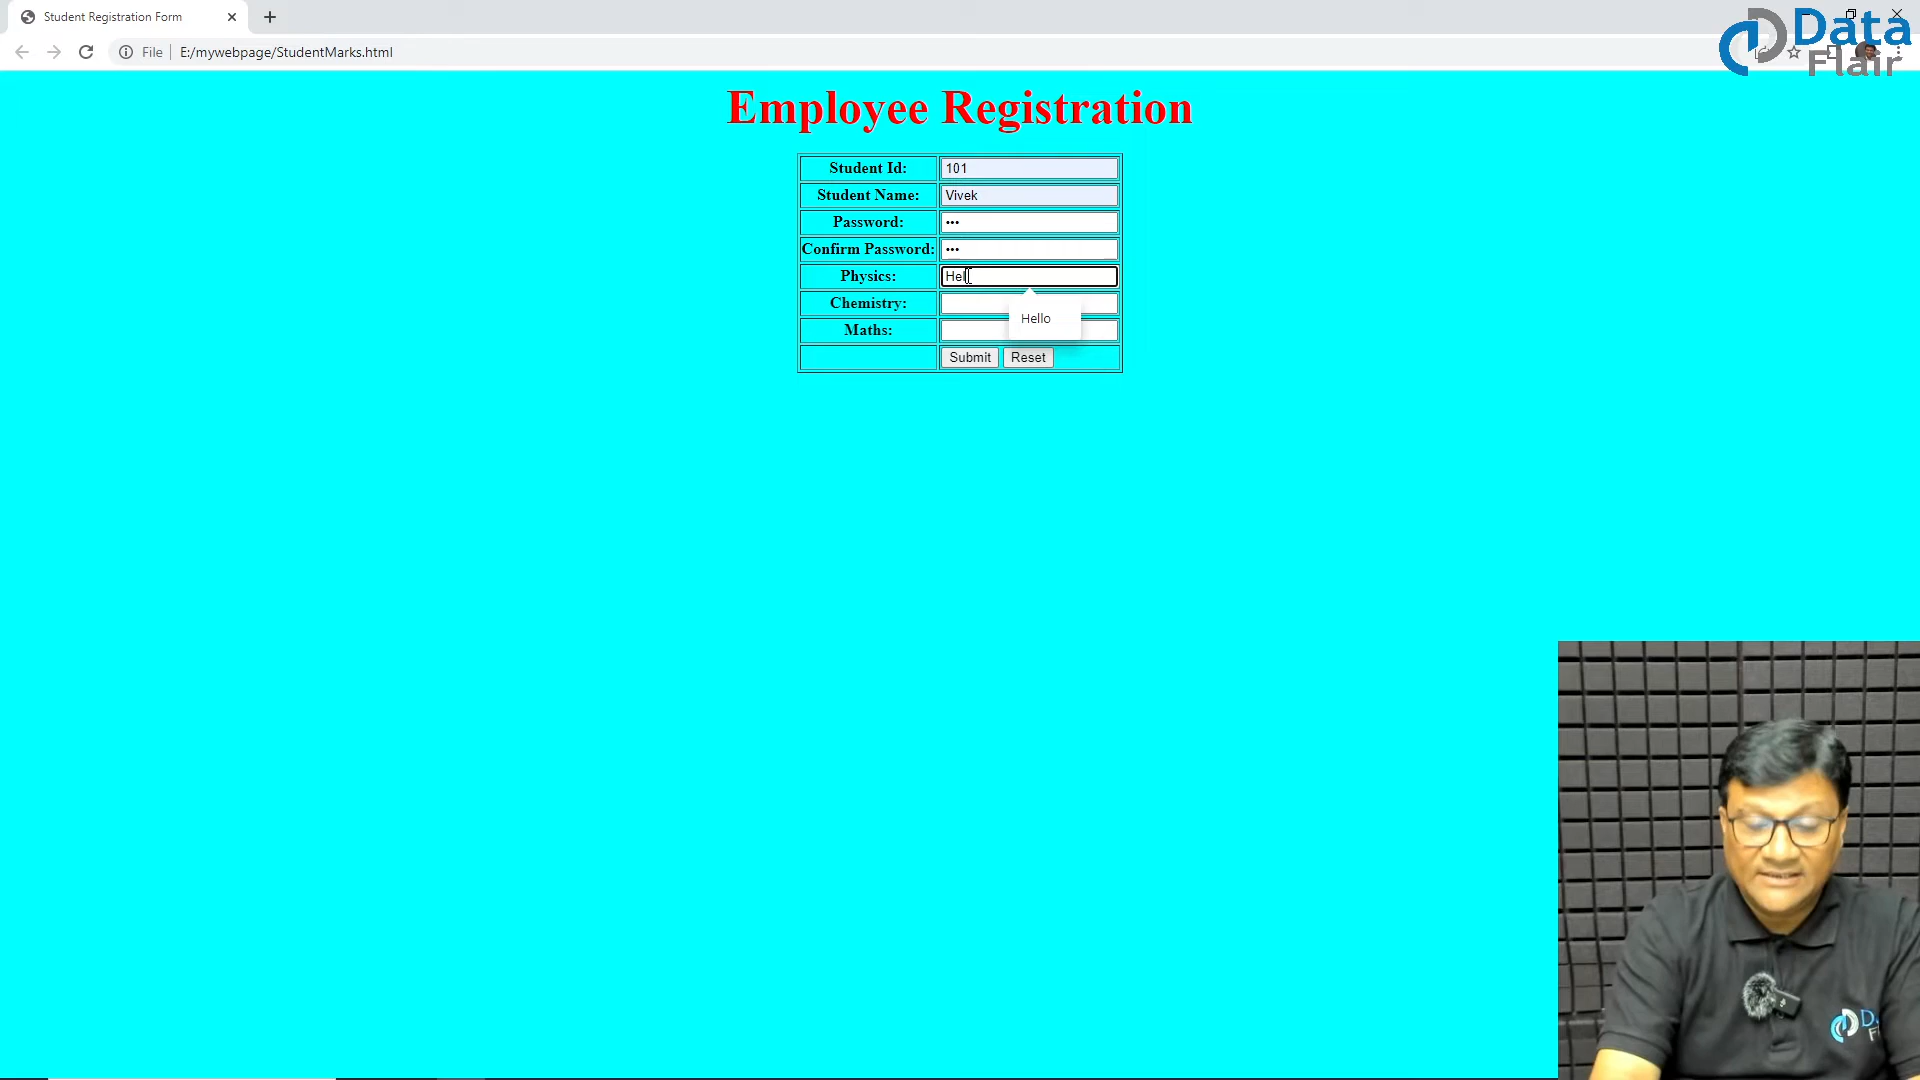 Student Registration Form
File
E:/mywebpage/StudentMarks.html
Data
Flair
Employee Registration
Student Id: 101
Student Name: Vivek
Password: •••
Confirm Password: •••
Physics: Hel
Chemistry:
Hello
Maths:
Submit Reset